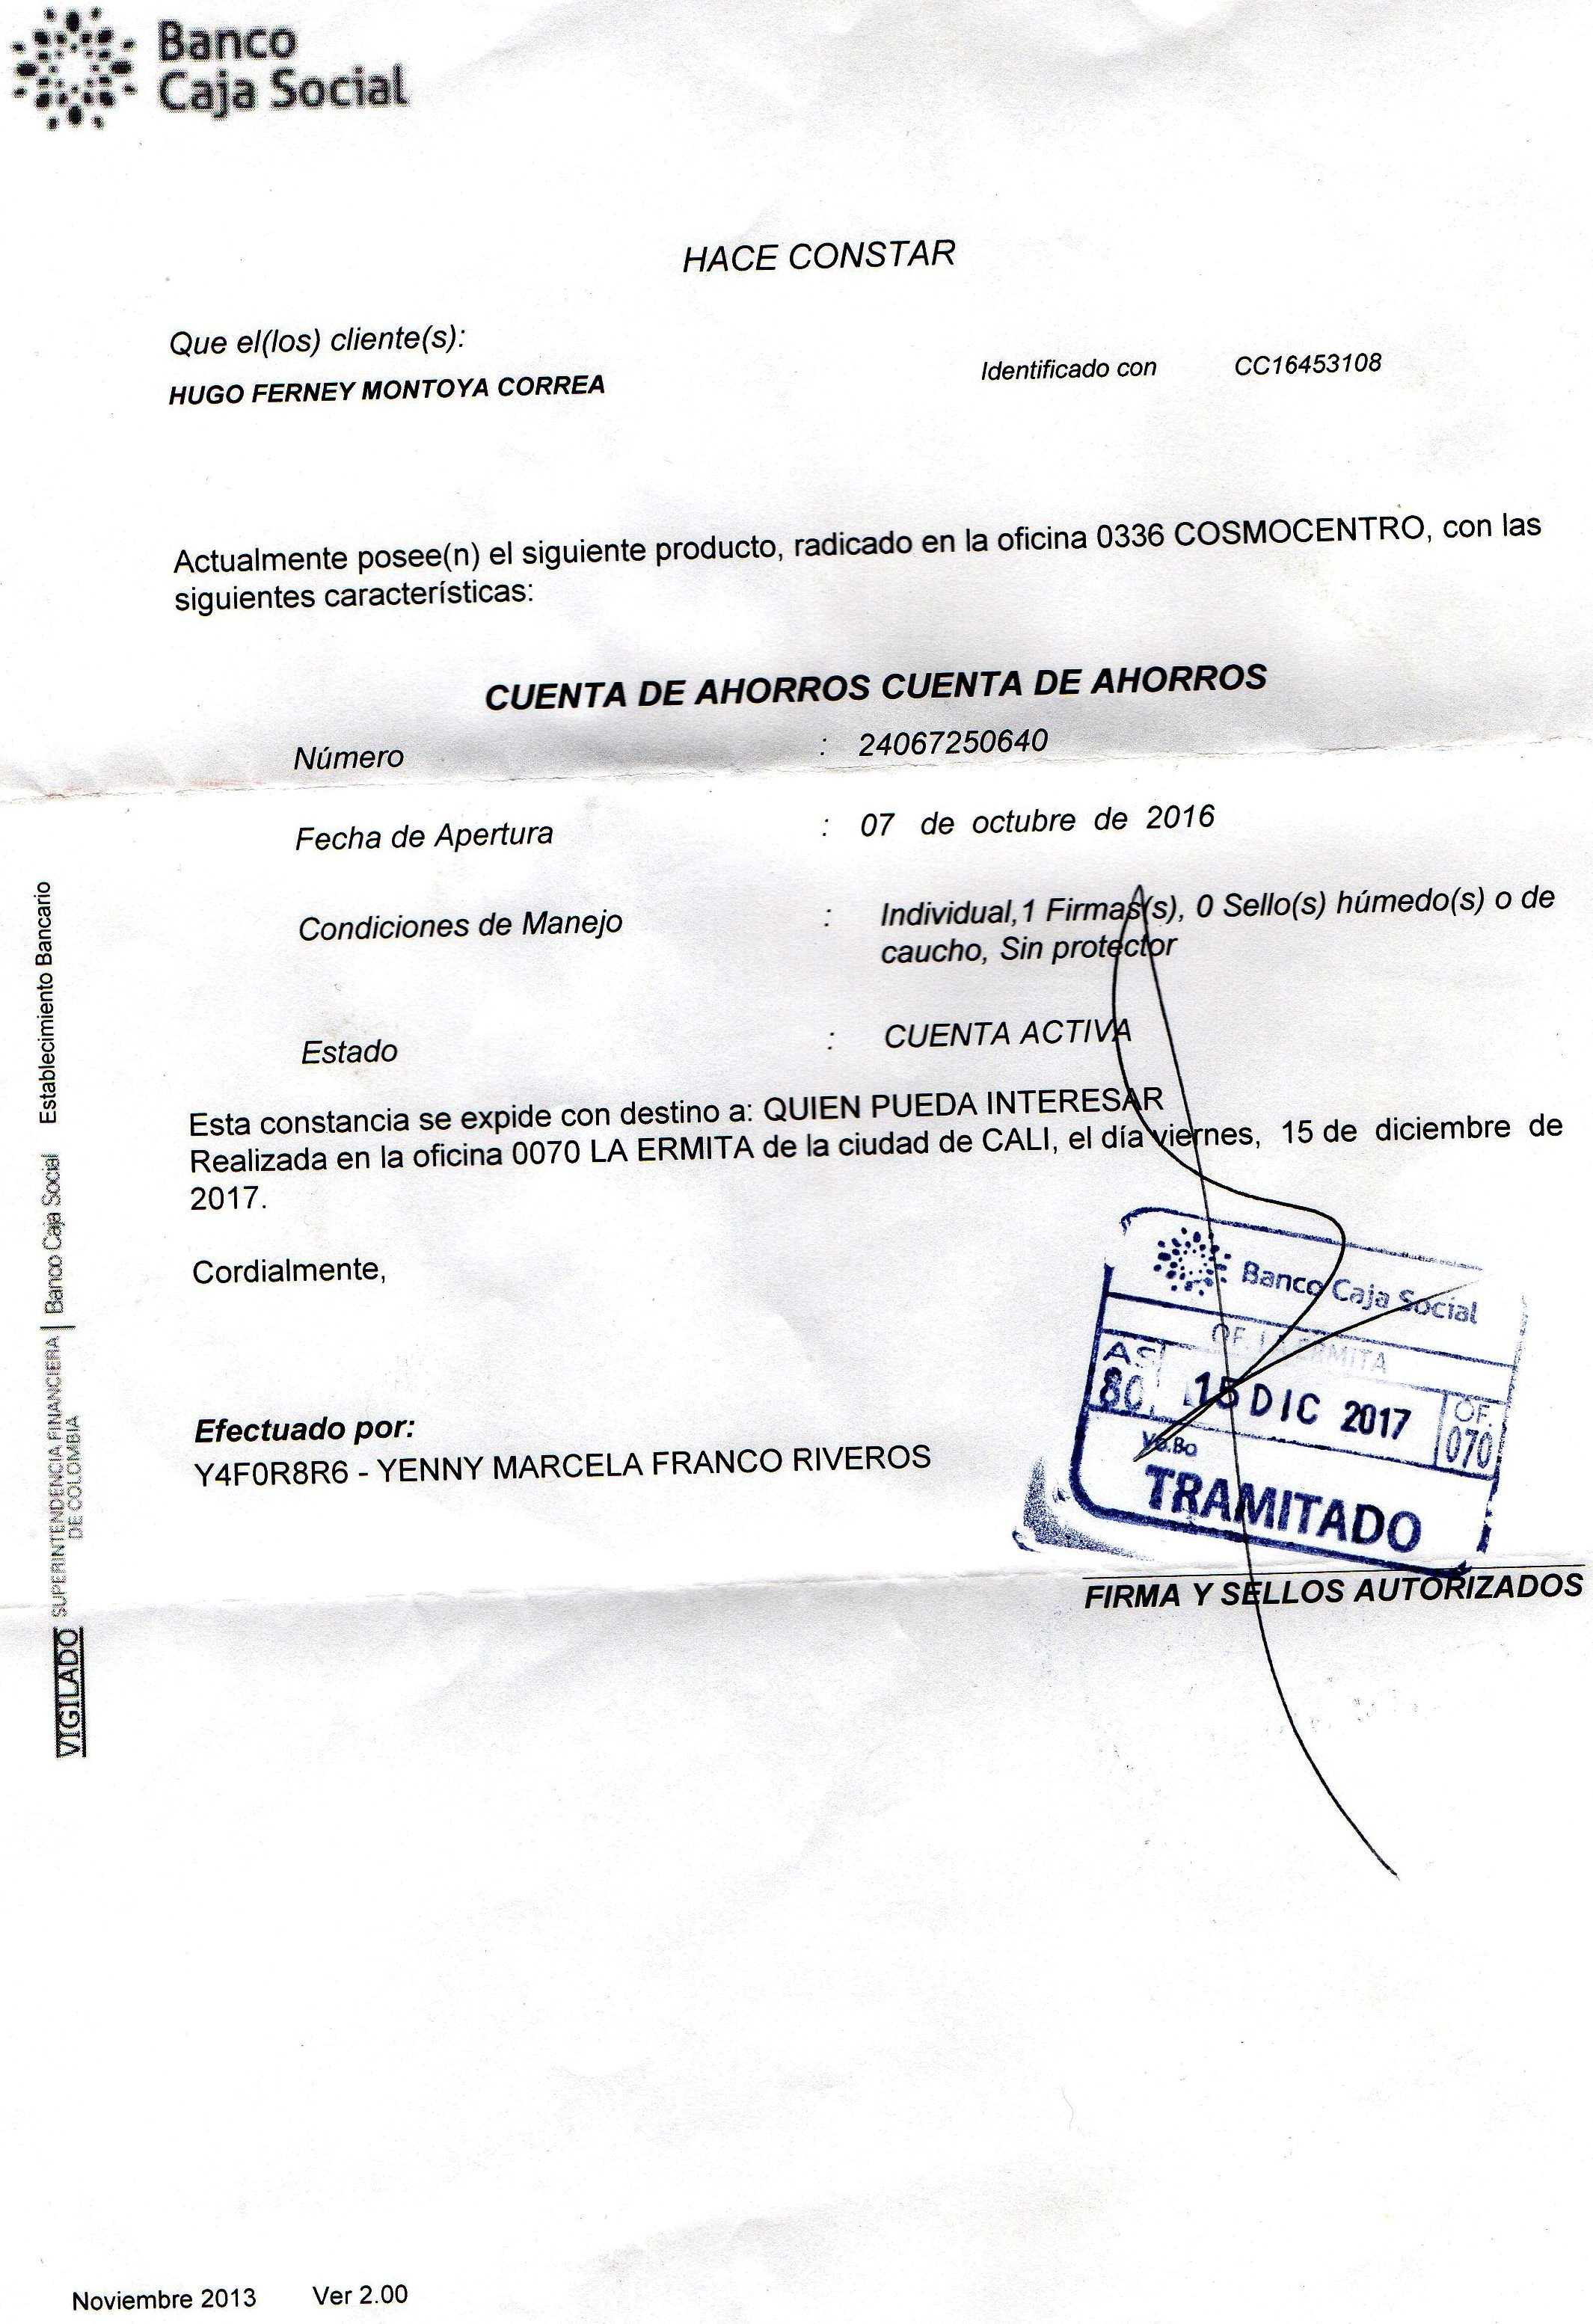 Banco
Caja Social
HACE CONSTAR
Que el(los) cliente(s):
HUGO FERNEY MONTOYA CORREA
Identificado con CC16453108
Actualmente posee(n) el siguiente producto, radicado en la oficina 0336 COSMOCENTRO, con las
siguientes características:
CUENTA DE AHORROS CUENTA DE AHORROS
Número : 24067250640
Fecha de Apertura : 07 de octubre de 2016
Condiciones de Manejo : Individual,1 Firmas(s), 0 Sello(s) húmedo(s) o de
caucho, Sin protector
Estado : CUENTA ACTIVA
Esta constancia se expide con destino a: QUIEN PUEDA INTERESAR
Realizada en la oficina 0070 LA ERMITA de la ciudad de CALI, el día viernes, 15 de diciembre de
2017.
Cordialmente,
Efectuado por:
Y4F0R8R6 - YENNY MARCELA FRANCO RIVEROS
Banco Caja Social
OF. LA ERMITA
AS
80
15 DIC 2017
OF.
070
Vo.Bo
TRAMITADO
FIRMA Y SELLOS AUTORIZADOS
VIGILADO SUPERINTENDENCIA FINANCIERA
DE COLOMBIA
Banco Caja Social Establecimiento Bancario
Noviembre 2013 Ver 2.00